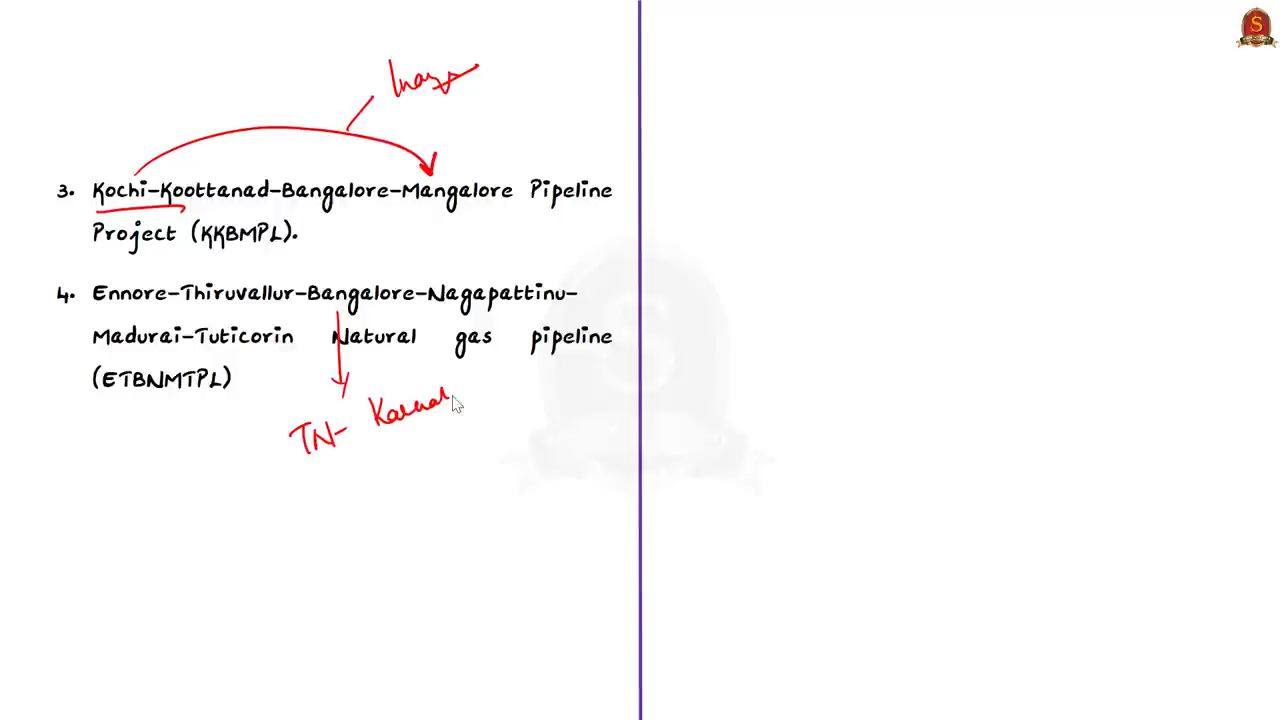 3. Kochi-Koottanad-Bangalore-Mangalore Pipeline
Project (KKBMPL).
4. Ennore-Thiruvallur-Bangalore-Nagapattinu-
Madurai-Tuticorin Natural gas pipeline
(ETBNMTPL)
TN-
S